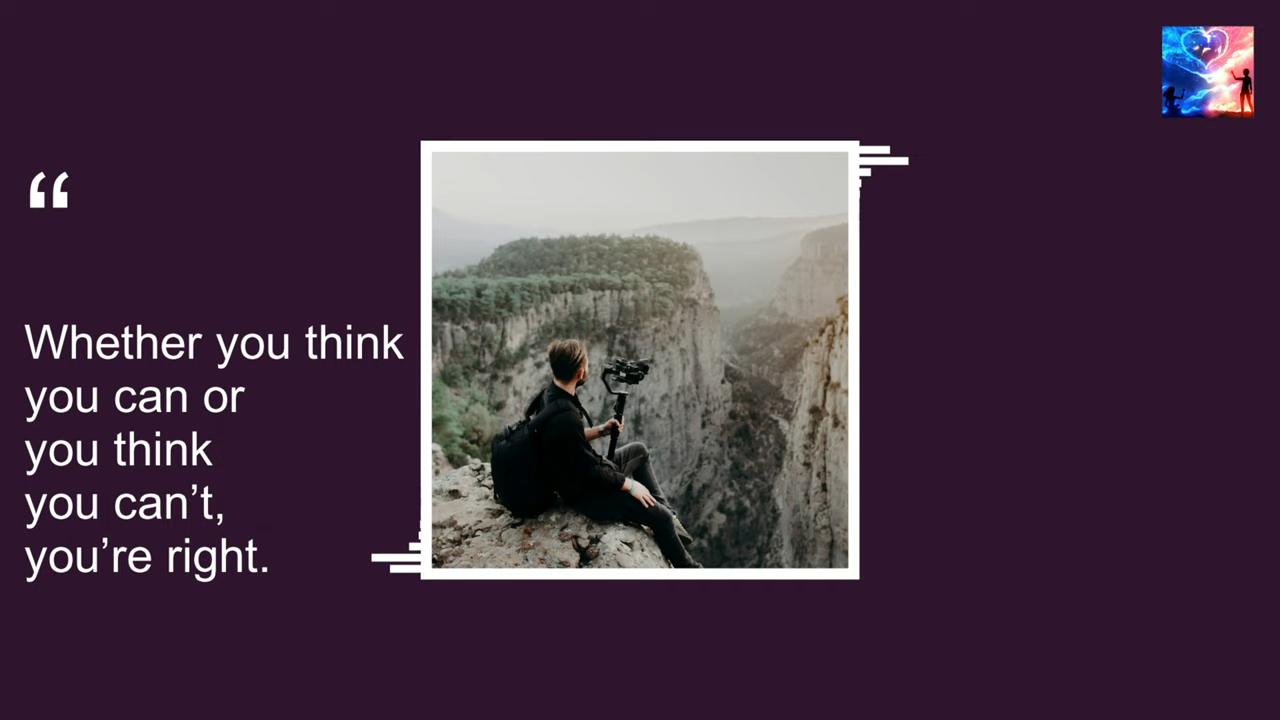 “
Whether you think
you can or
you think
you can’t,
you’re right.